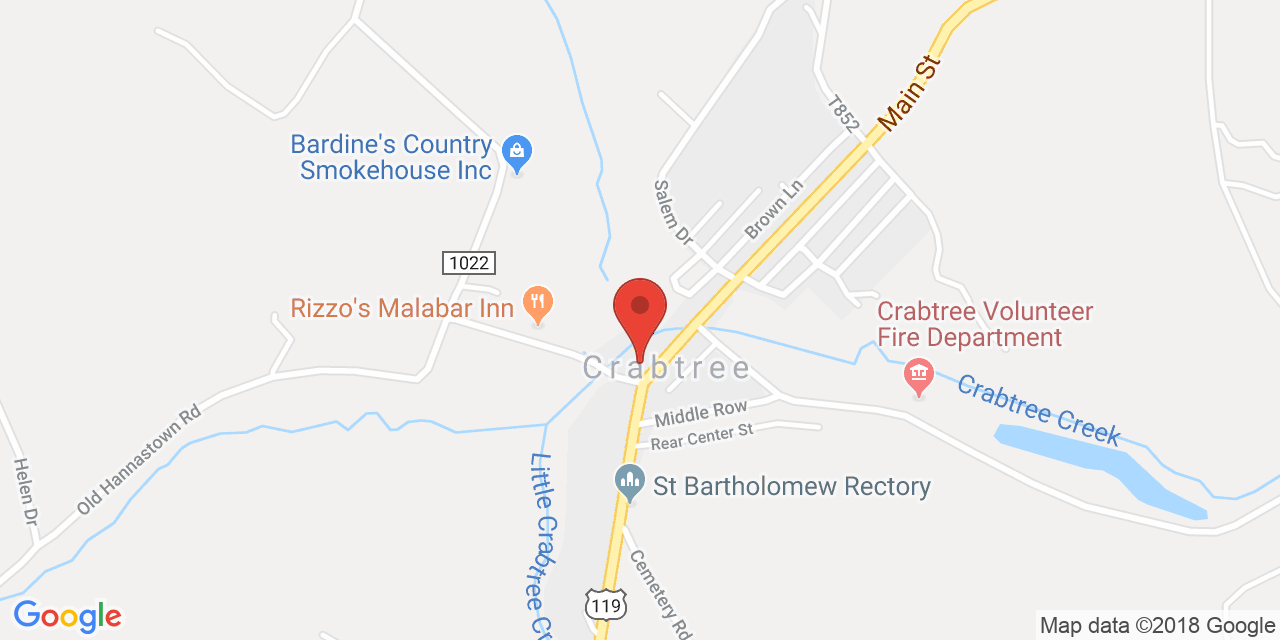 Main St
T852
Bardine's Country
Smokehouse Inc
Salem Dr
Brown Ln
1022
Rizzo's Malabar Inn
Crabtree Volunteer
Fire Department
Crabtree
Crabtree Creek
Middle Row
Rear Center St
Old Hannastown Rd
Helen Dr
Little Crabtree Cr
St Bartholomew Rectory
Cemetery Rd
119
Google
Map data ©2018 Google